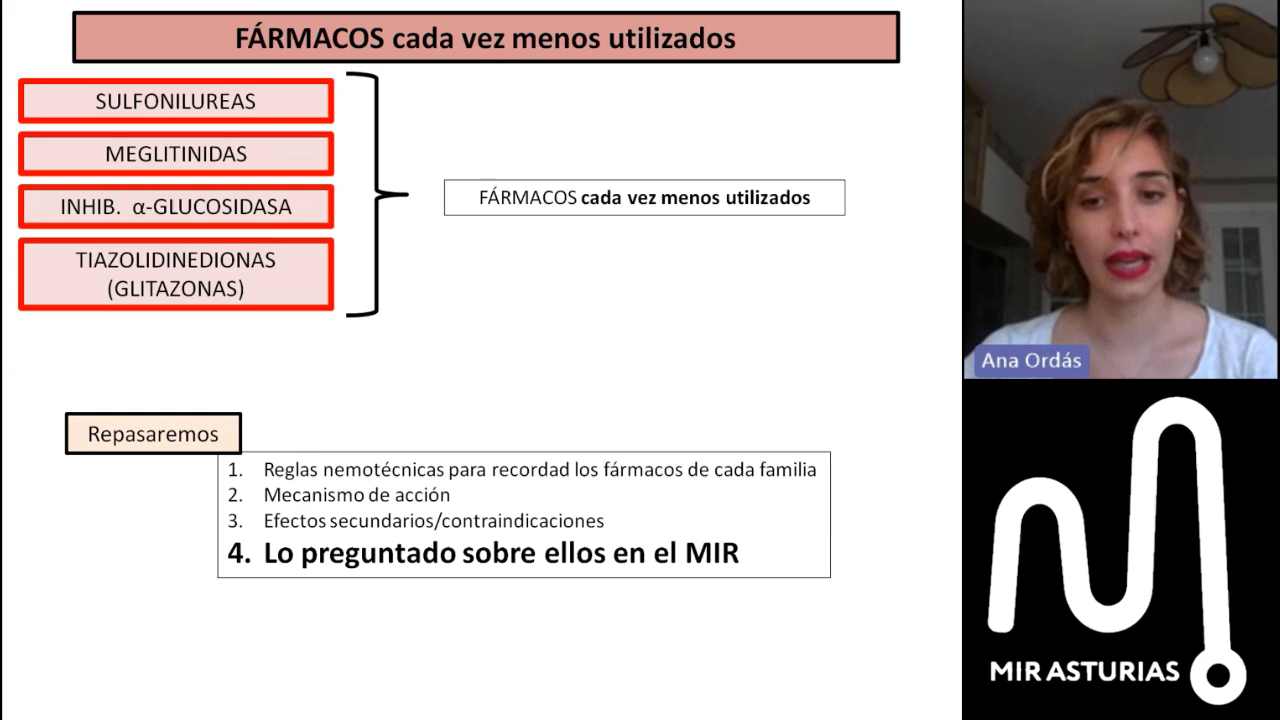 FÁRMACOS cada vez menos utilizados
SULFONILUREAS
MEGLITINIDAS
INHIB. α-GLUCOSIDASA
TIAZOLIDINEDIONAS
(GLITAZONAS)
FÁRMACOS cada vez menos utilizados
Repasaremos
1. Reglas nemotécnicas para recordad los fármacos de cada familia
2. Mecanismo de acción
3. Efectos secundarios/contraindicaciones
4. Lo preguntado sobre ellos en el MIR
Ana Ordás
MIR ASTURIAS